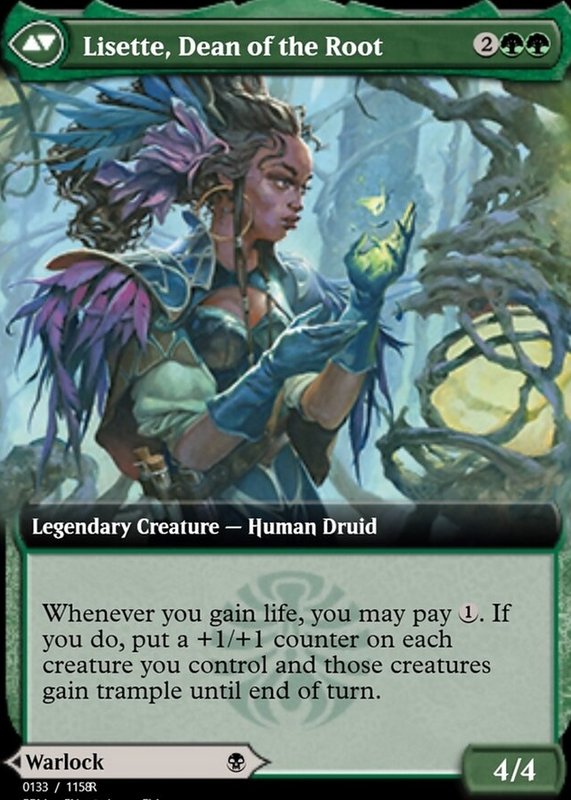 Lisette, Dean of the Root 2
Legendary Creature — Human Druid
Whenever you gain life, you may pay 1. If
you do, put a +1/+1 counter on each
creature you control and those creatures
gain trample until end of turn.
Warlock
4/4
0133 / 1158R